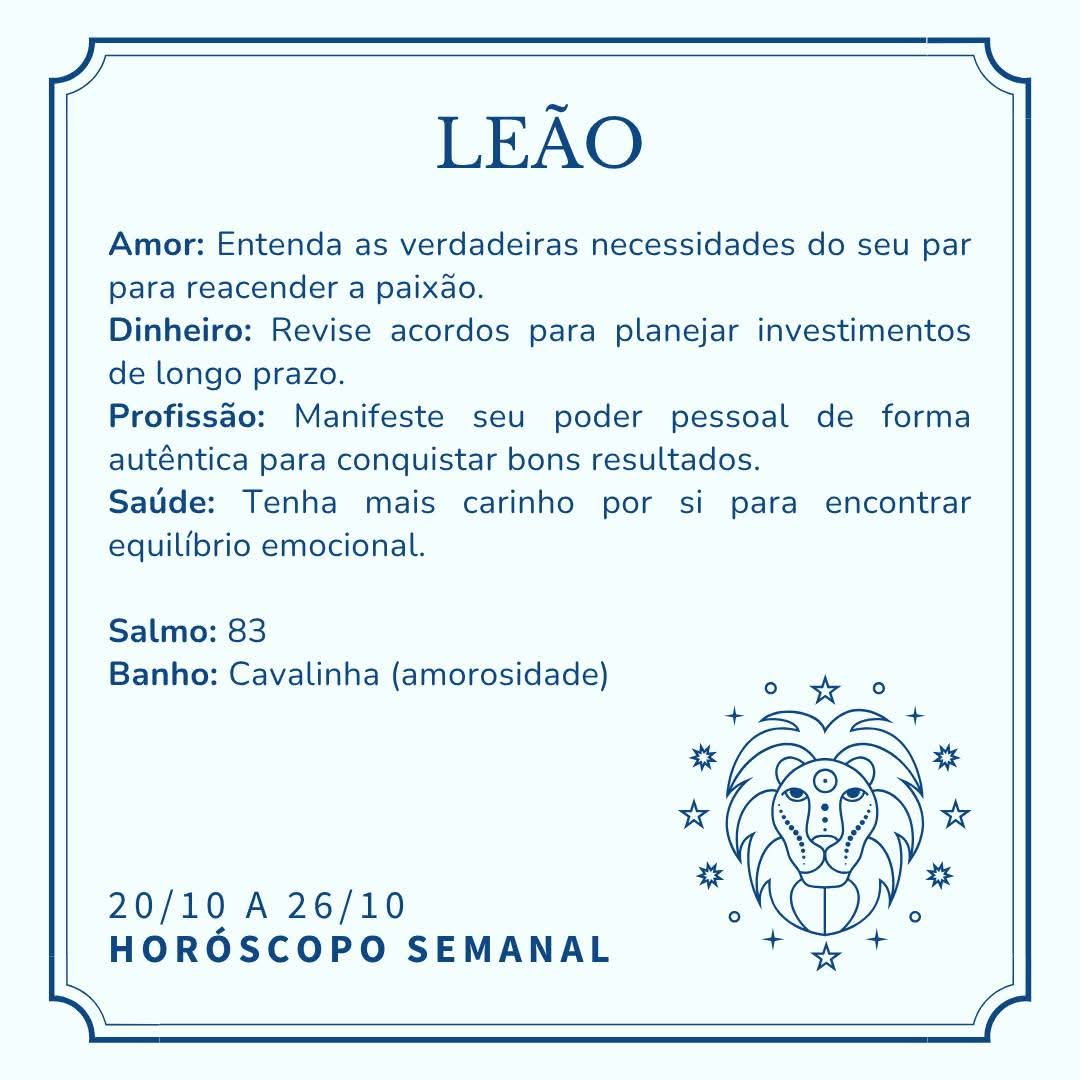 LEÃO
Amor: Entenda as verdadeiras necessidades do seu par
para reacender a paixão.
Dinheiro: Revise acordos para planejar investimentos
de longo prazo.
Profissão: Manifeste seu poder pessoal de forma
autêntica para conquistar bons resultados.
Saúde: Tenha mais carinho por si para encontrar
equilíbrio emocional.
Salmo: 83
Banho: Cavalinha (amorosidade)
20/10 A 26/10
HORÓSCOPO SEMANAL